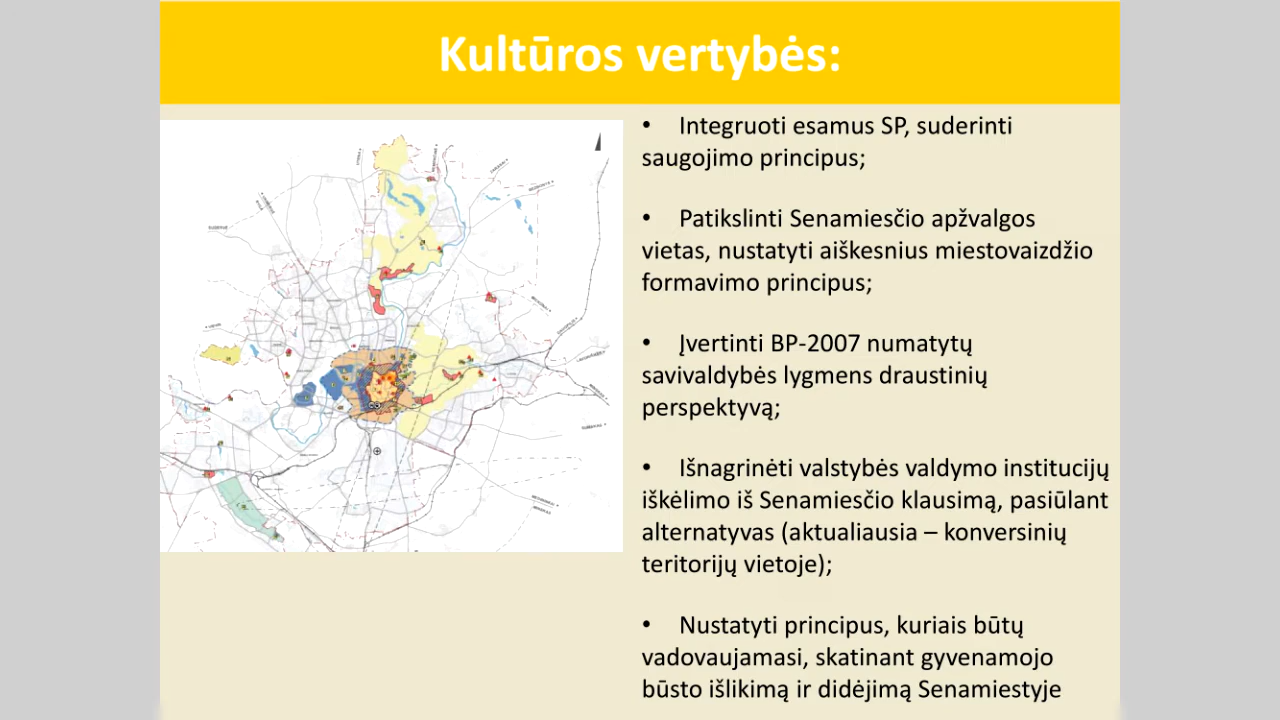 Kultūros vertybės:
• Integruoti esamus SP, suderinti
saugojimo principus;
• Patikslinti Senamiesčio apžvalgos
vietas, nustatyti aiškesnius miestovaizdžio
formavimo principus;
• Įvertinti BP-2007 numatytų
savivaldybės lygmens draustinių
perspektyvą;
• Išnagrinėti valstybės valdymo institucijų
iškėlimo iš Senamiesčio klausimą, pasiūlant
alternatyvas (aktualiausia – konversinių
teritorijų vietoje);
• Nustatyti principus, kuriais būtų
vadovaujamasi, skatinant gyvenamojo
būsto išlikimą ir didėjimą Senamiestyje